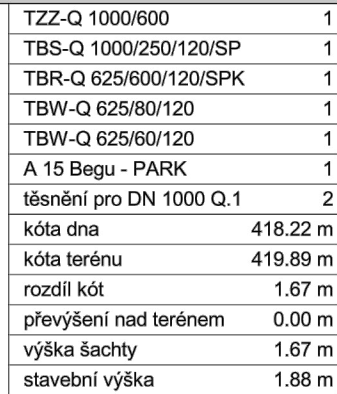 TZZ-Q 1000/600 1
TBS-Q 1000/250/120/SP 1
TBR-Q 625/600/120/SPK 1
TBW-Q 625/80/120 1
TBW-Q 625/60/120 1
A 15 Begu - PARK 1
těsnění pro DN 1000 Q.1 2
kóta dna 418.22 m
kóta terénu 419.89 m
rozdíl kót 1.67 m
převýšení nad terénem 0.00 m
výška šachty 1.67 m
stavební výška 1.88 m